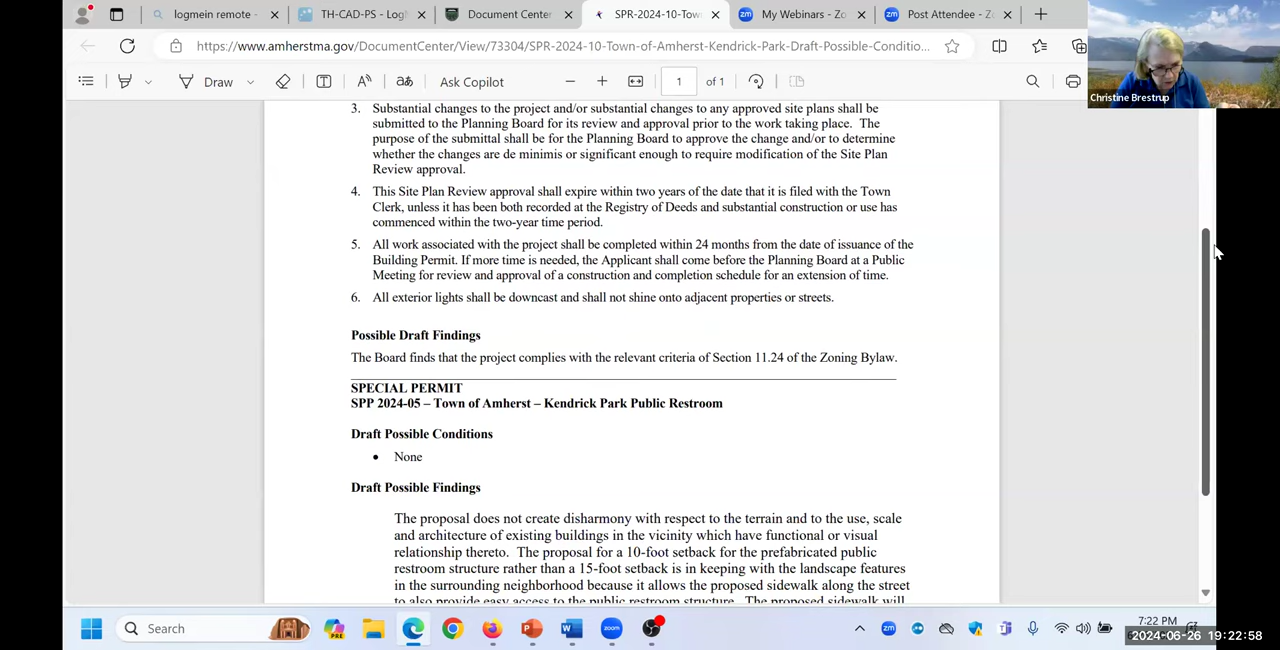 logmein remote -
TH-CAD-PS - Logl
Document Center
SPR-2024-10-Tow
My Webinars - Zo
Post Attendee - Z
https://www.amherstma.gov/DocumentCenter/View/73304/SPR-2024-10-Town-of-Amherst-Kendrick-Park-Draft-Possible-Conditio...
Draw
Ask Copilot
1
of 1
Christine Brestrup
3. Substantial changes to the project and/or substantial changes to any approved site plans shall be
submitted to the Planning Board for its review and approval prior to the work taking place. The
purpose of the submittal shall be for the Planning Board to approve the change and/or to determine
whether the changes are de minimis or significant enough to require modification of the Site Plan
Review approval.
4. This Site Plan Review approval shall expire within two years of the date that it is filed with the Town
Clerk, unless it has been both recorded at the Registry of Deeds and substantial construction or use has
commenced within the two-year time period.
5. All work associated with the project shall be completed within 24 months from the date of issuance of the
Building Permit. If more time is needed, the Applicant shall come before the Planning Board at a Public
Meeting for review and approval of a construction and completion schedule for an extension of time.
6. All exterior lights shall be downcast and shall not shine onto adjacent properties or streets.
Possible Draft Findings
The Board finds that the project complies with the relevant criteria of Section 11.24 of the Zoning Bylaw.
SPECIAL PERMIT
SPP 2024-05 – Town of Amherst – Kendrick Park Public Restroom
Draft Possible Conditions
• None
Draft Possible Findings
The proposal does not create disharmony with respect to the terrain and to the use, scale
and architecture of existing buildings in the vicinity which have functional or visual
relationship thereto. The proposal for a 10-foot setback for the prefabricated public
restroom structure rather than a 15-foot setback is in keeping with the landscape features
in the surrounding neighborhood because it allows the proposed sidewalk along the street
to also provide easy access to the public restroom structure. The proposed sidewalk will
Search
7:22 PM
2024-06-26 19:22:58